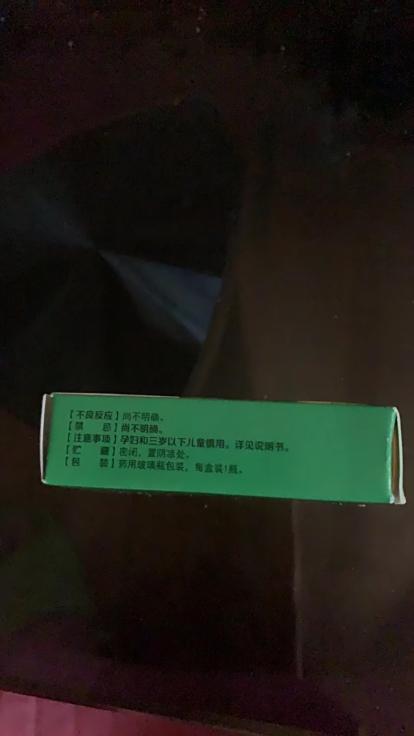 【不良反应】尚不明确。
【禁　　忌】尚不明确。
【注意事项】孕妇和三岁以下儿童慎用。详见说明书。
【贮　　藏】密闭，置阴凉处。
【包　　装】药用玻璃瓶包装，每盒装1瓶。